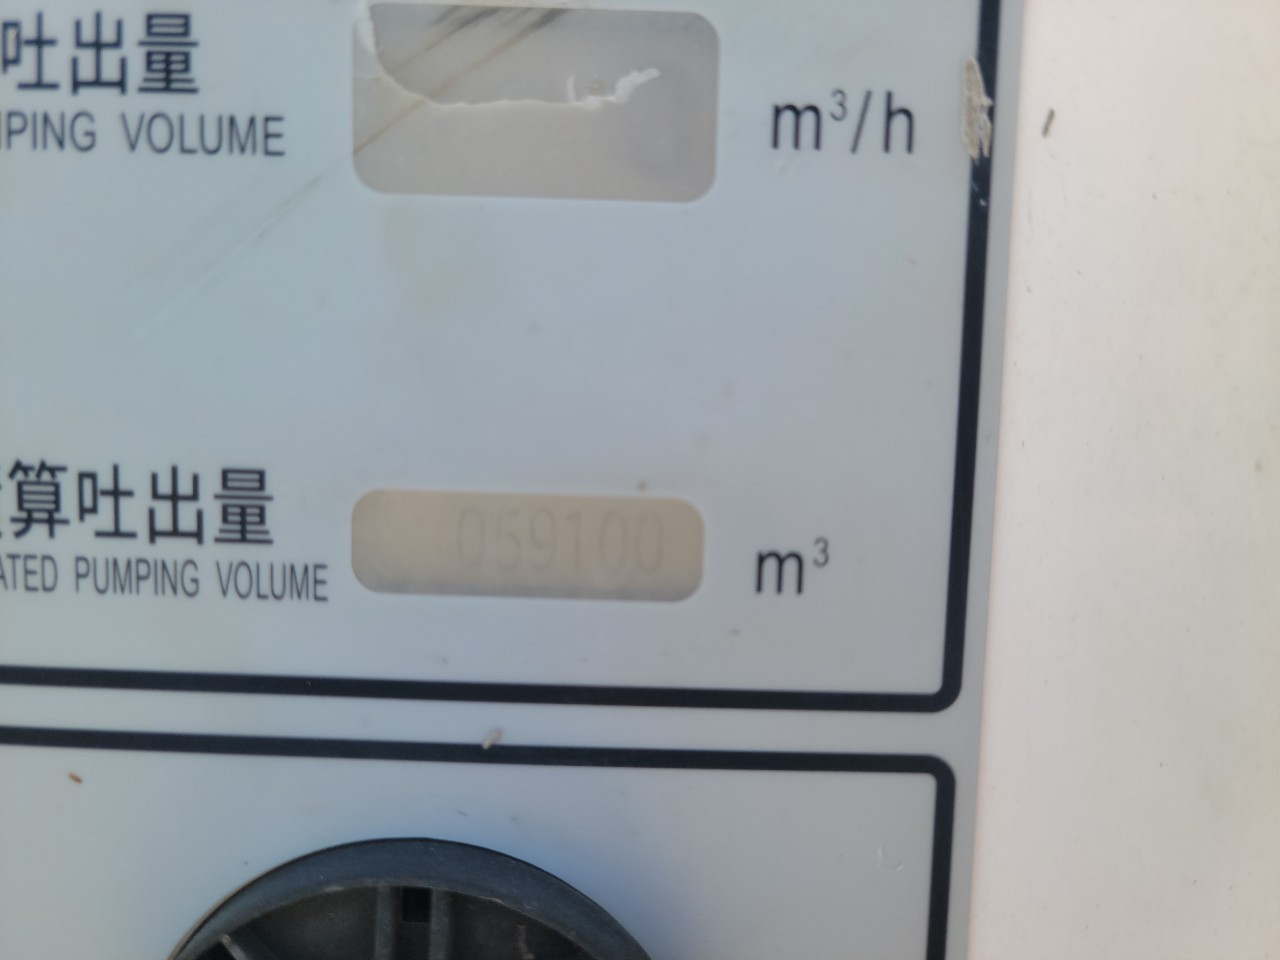 吐出量
PING VOLUME
m³/h
算吐出量
ATED PUMPING VOLUME
059100
m³